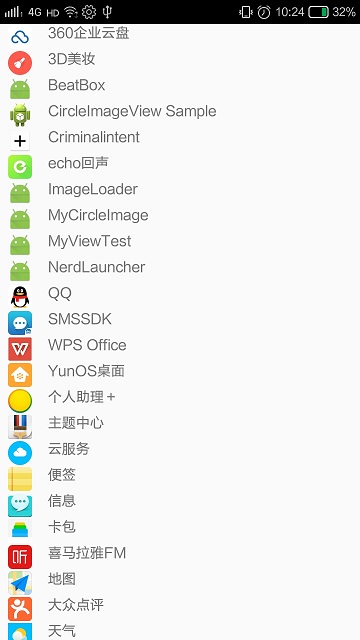 4G HD 10:24 32%
360企业云盘
3D美妆
BeatBox
CircleImageView Sample
Criminalintent
echo回声
ImageLoader
MyCircleImage
MyViewTest
NerdLauncher
QQ
SMSSDK
WPS Office
YunOS桌面
个人助理+
主题中心
云服务
便签
信息
卡包
听
喜马拉雅FM
地图
大众点评
天气